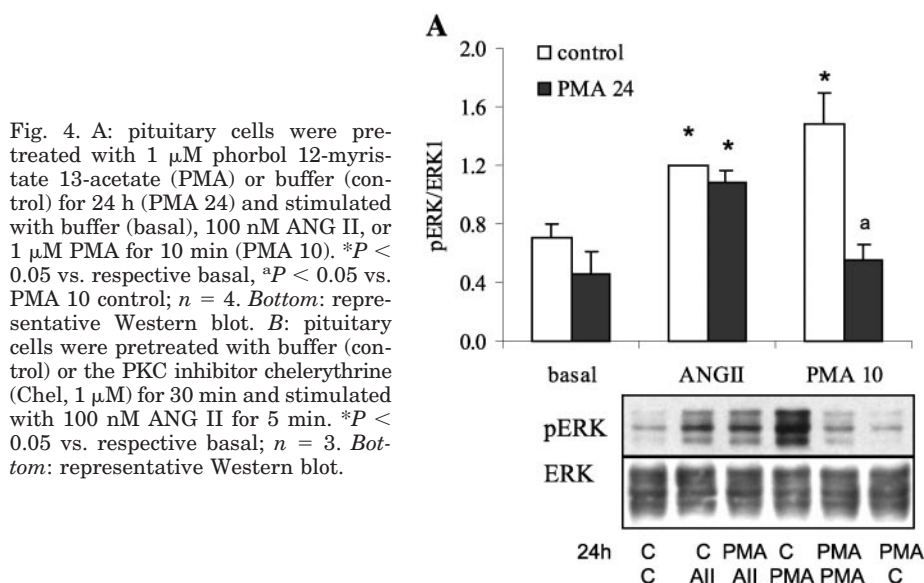 Fig. 4. A: pituitary cells were pre-
treated with 1 μM phorbol 12-myris-
tate 13-acetate (PMA) or buffer (con-
trol) for 24 h (PMA 24) and stimulated
with buffer (basal), 100 nM ANG II, or
1 μM PMA for 10 min (PMA 10). *P <
0.05 vs. respective basal, ᵃP < 0.05 vs.
PMA 10 control; n = 4. Bottom: repre-
sentative Western blot. B: pituitary
cells were pretreated with buffer (con-
trol) or the PKC inhibitor chelerythrine
(Chel, 1 μM) for 30 min and stimulated
with 100 nM ANG II for 5 min. *P <
0.05 vs. respective basal; n = 3. Bot-
tom: representative Western blot.
A
control
PMA 24
pERK/ERK1
2.0
1.6
1.2
0.8
0.4
0.0
* * * a
basal ANGII PMA 10
pERK
ERK
24h C C PMA C PMA PMA
C AII AII PMA PMA C